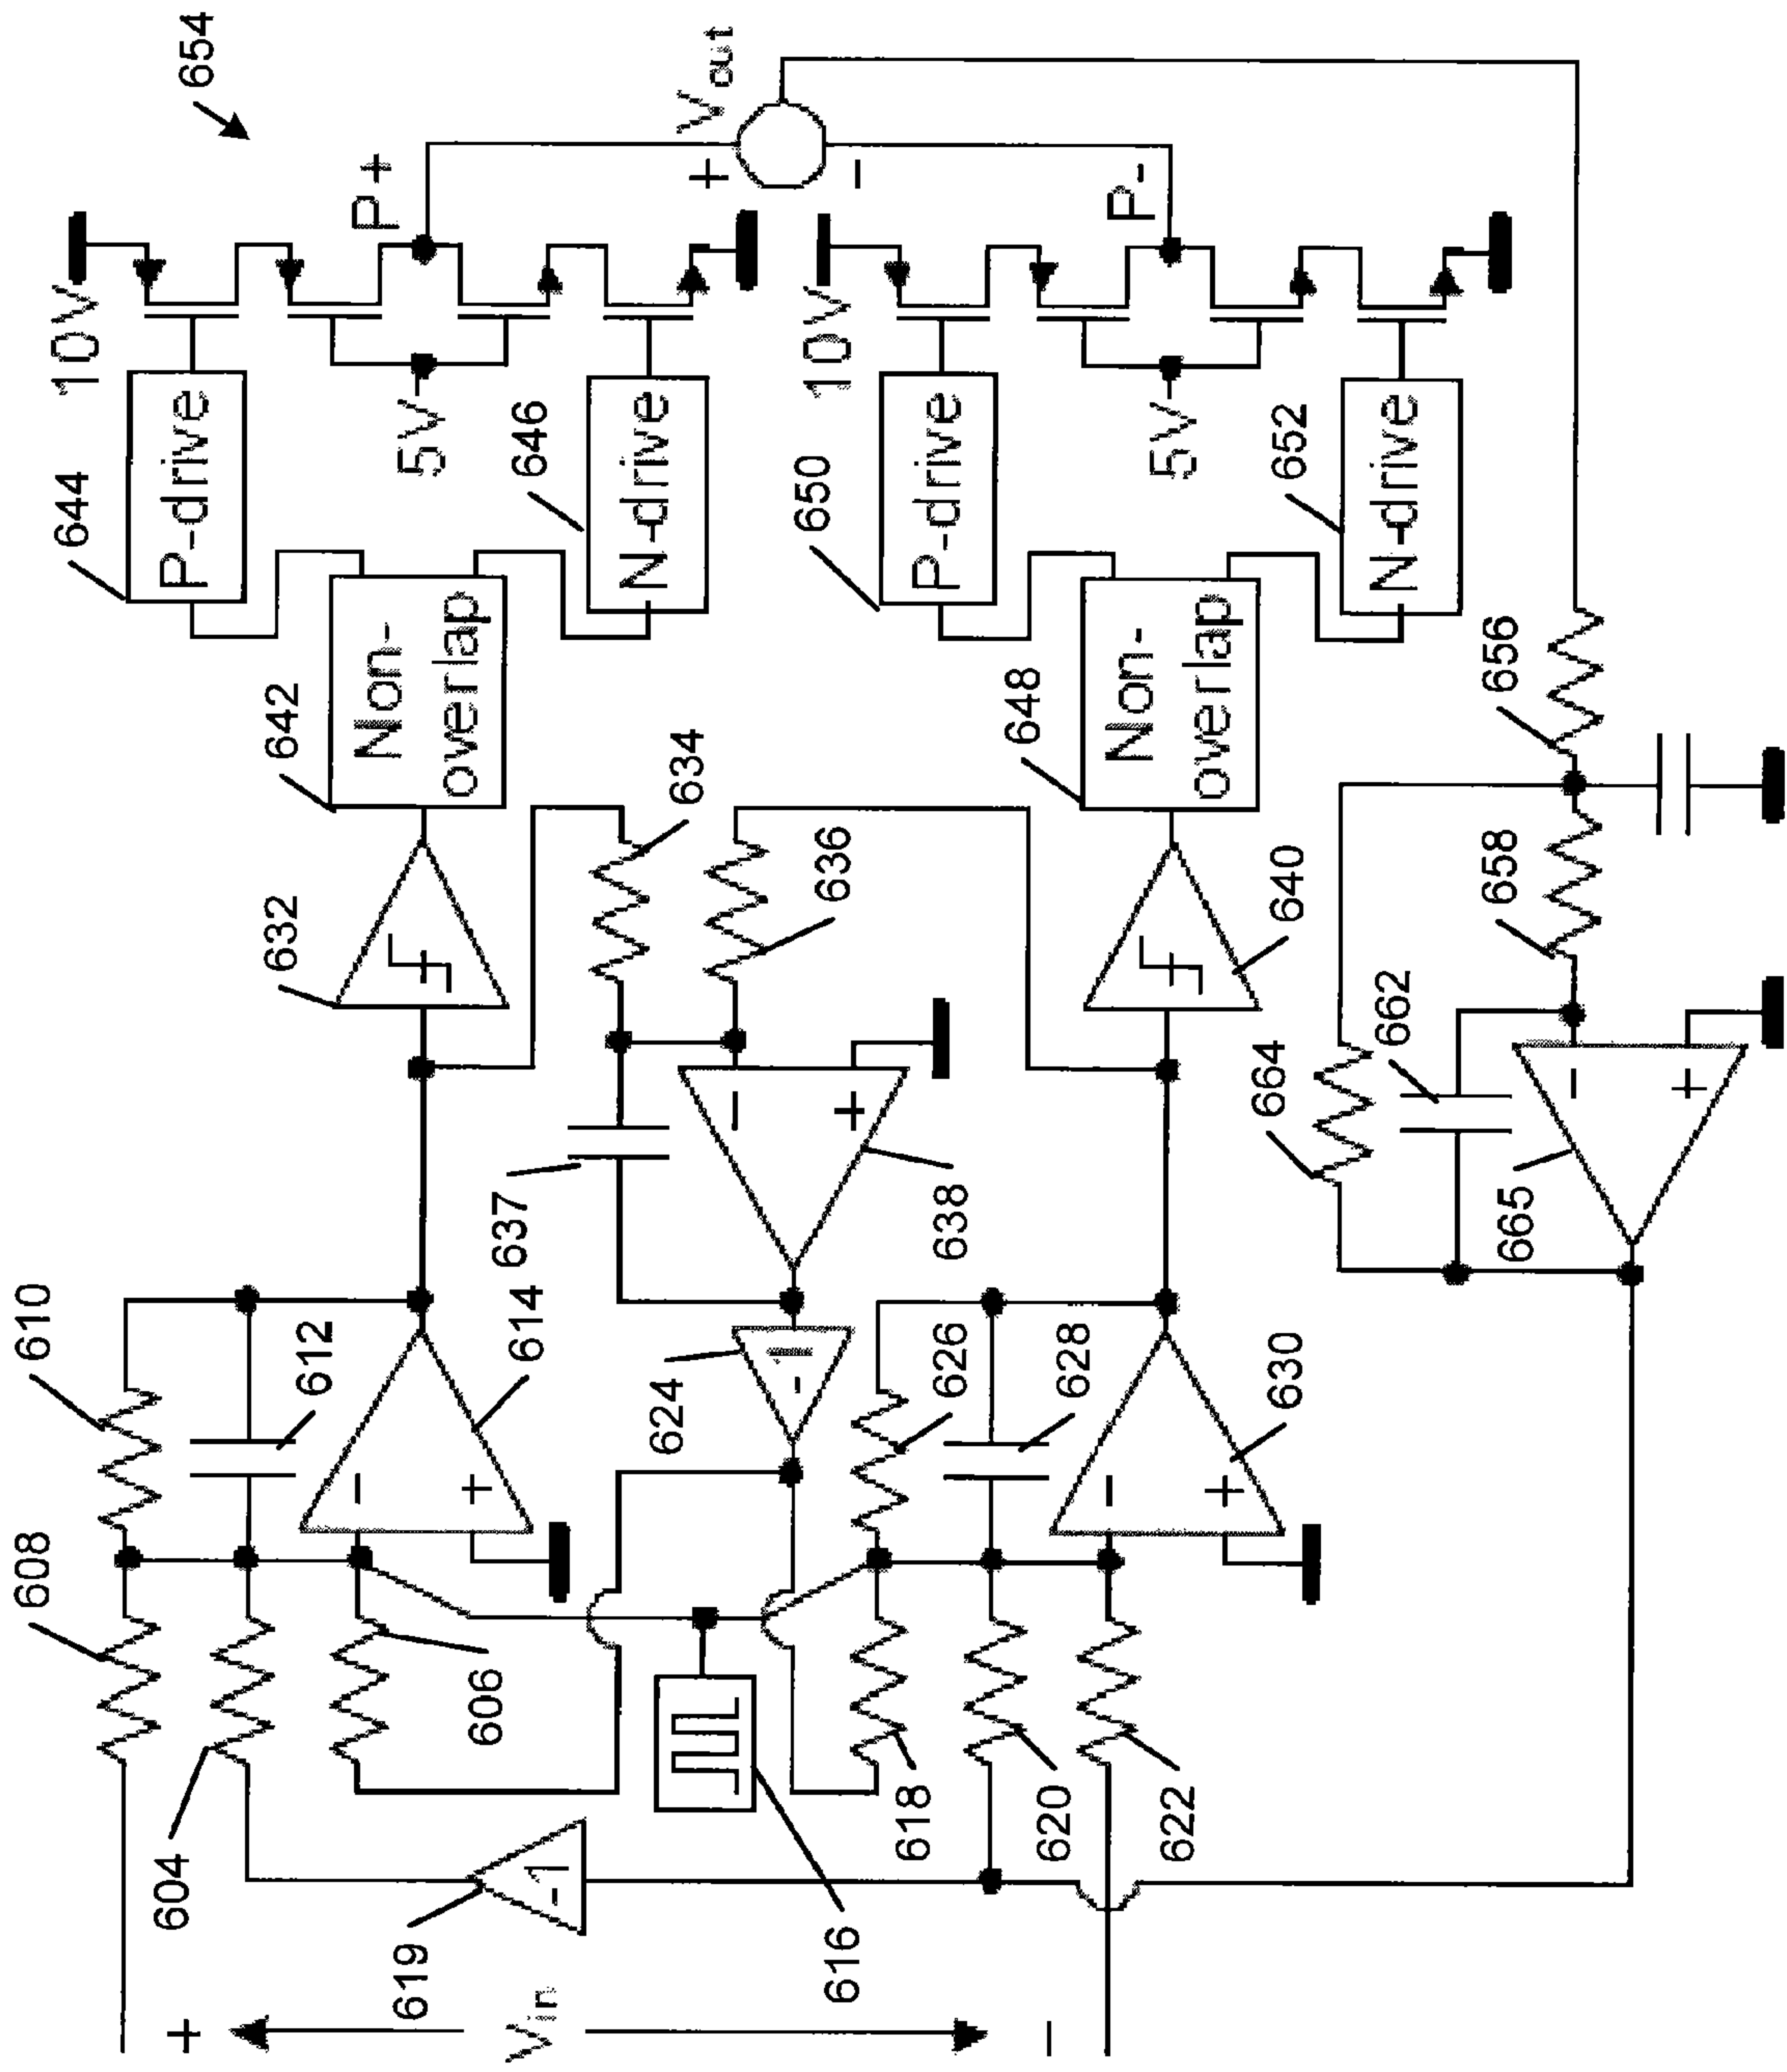 654
10V
644
P-drive
P+
5V
646
N-drive
642
Non-
overlap
632
610
612
614
608
604
606
Vout
+
-
634
636
637
638
-
+
624
-1
616
619
-1
+
Vin
-
10V
650
P-drive
P-
5V
652
N-drive
648
Non-
overlap
640
626
628
630
-
+
-
+
618
620
622
656
658
662
664
665
-
+